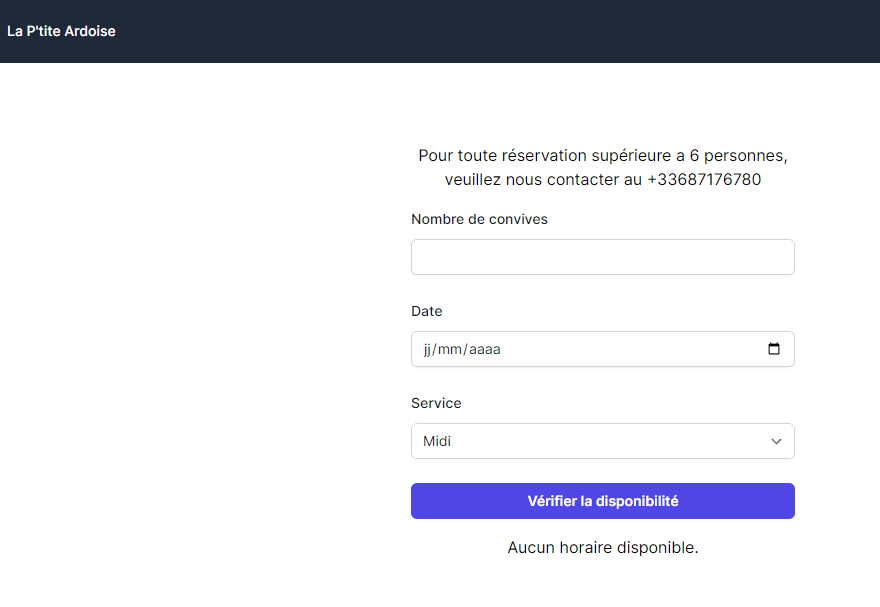 La P'tite Ardoise
Pour toute réservation supérieure a 6 personnes,
veuillez nous contacter au +33687176780
Nombre de convives
Date
jj/mm/aaaa
Service
Midi
Vérifier la disponibilité
Aucun horaire disponible.